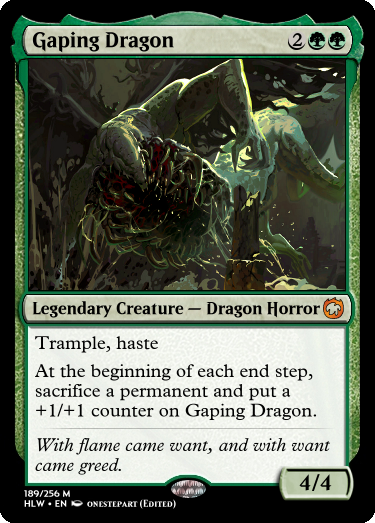 Gaping Dragon 2
Legendary Creature — Dragon Horror
Trample, haste
At the beginning of each end step,
sacrifice a permanent and put a
+1/+1 counter on Gaping Dragon.
With flame came want, and with want
came greed.
4/4
189/256 M
HLW • EN ONESTEPART (Edited)